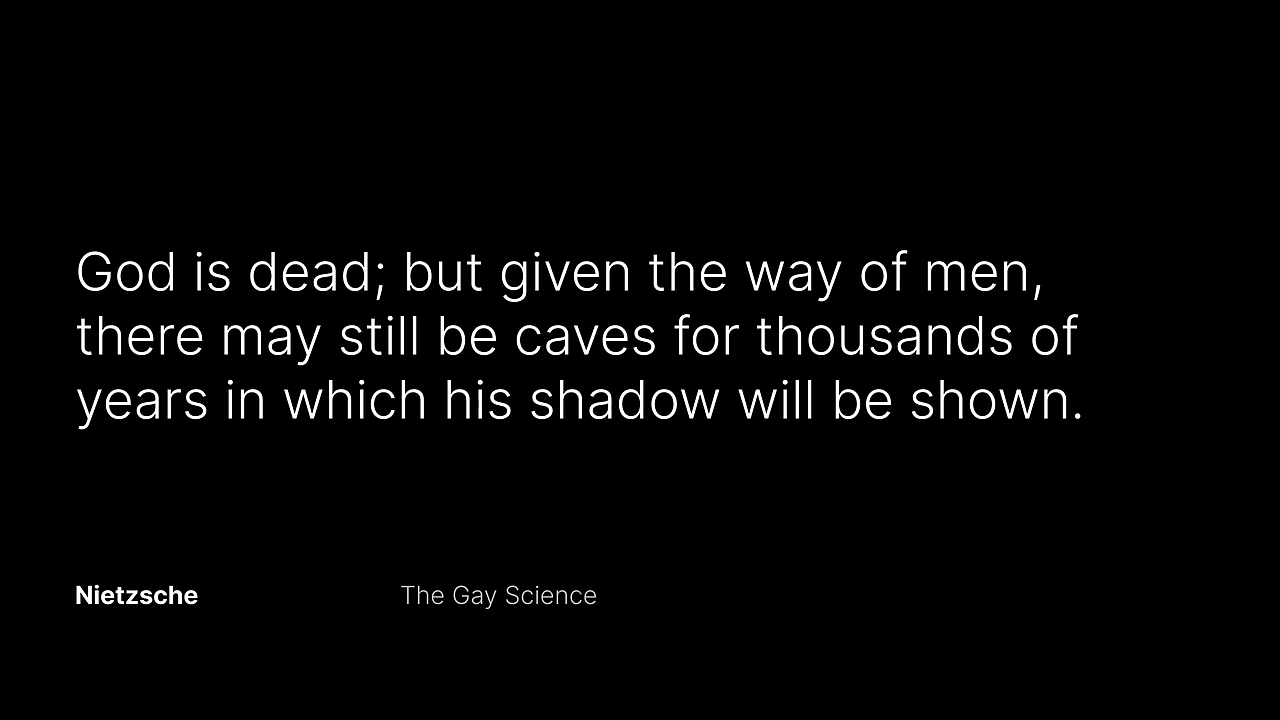 God is dead; but given the way of men,
there may still be caves for thousands of
years in which his shadow will be shown.
Nietzsche
The Gay Science